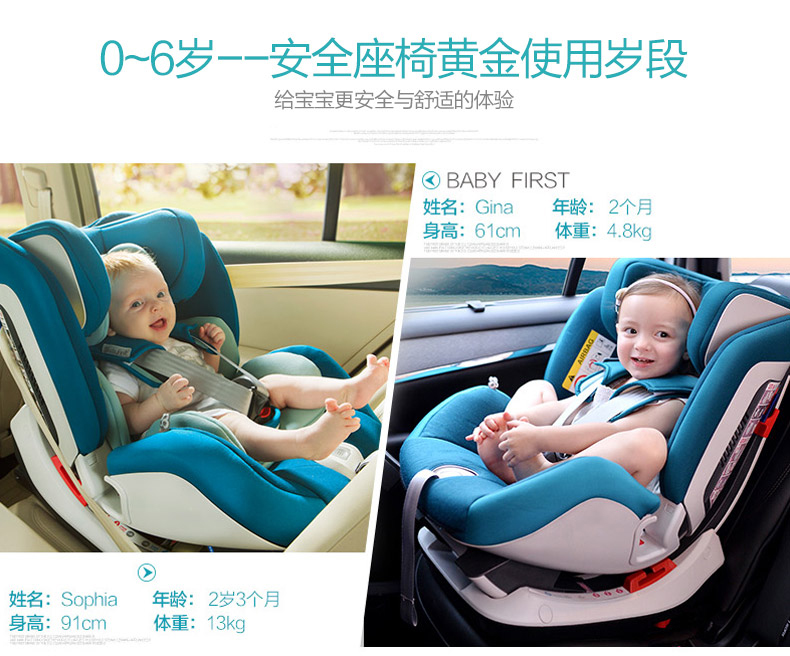 0~6岁--安全座椅黄金使用岁段
给宝宝更安全与舒适的体验
BABY FIRST
姓名：Gina 年龄：2个月
身高：61cm 体重：4.8kg
AIRBAG
姓名：Sophia 年龄：2岁3个月
身高：91cm 体重：13kg